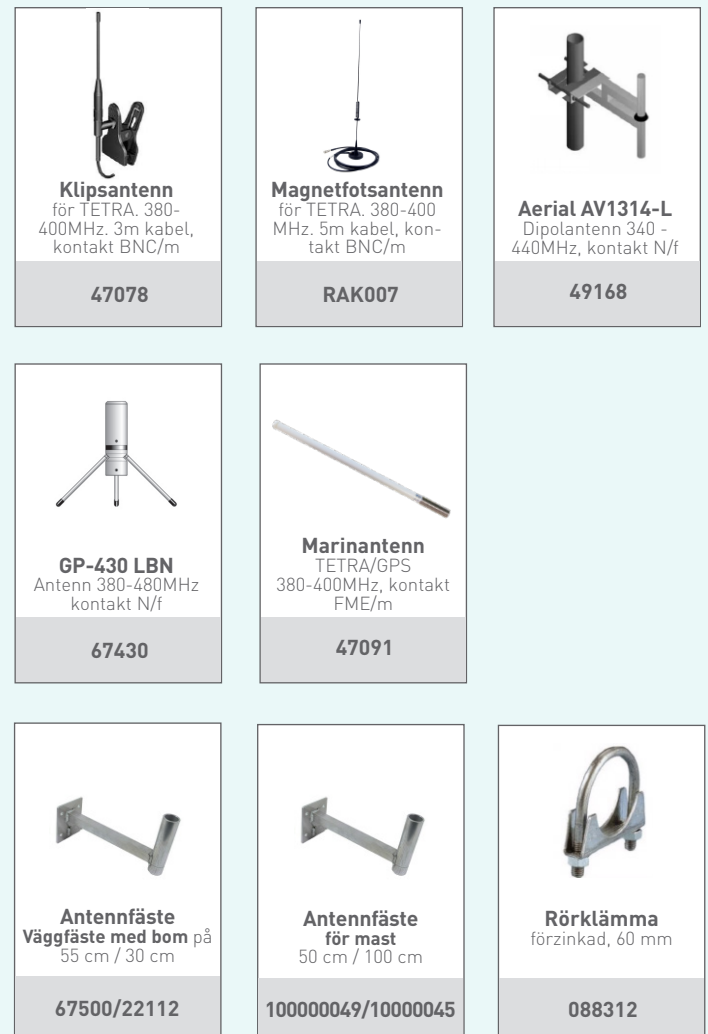 Klipsantenn
för TETRA. 380-
400MHz. 3m kabel,
kontakt BNC/m
47078
Magnetfotsantenn
för TETRA. 380-400
MHz. 5m kabel, kon-
takt BNC/m
RAK007
Aerial AV1314-L
Dipolantenn 340 -
440MHz, kontakt N/f
49168
GP-430 LBN
Antenn 380-480MHz
kontakt N/f
67430
Marinantenn
TETRA/GPS
380-400MHz, kontakt
FME/m
47091
Antennfäste
Väggfäste med bom på
55 cm / 30 cm
67500/22112
Antennfäste
för mast
50 cm / 100 cm
100000049/10000045
Rörklämma
förzinkad, 60 mm
088312